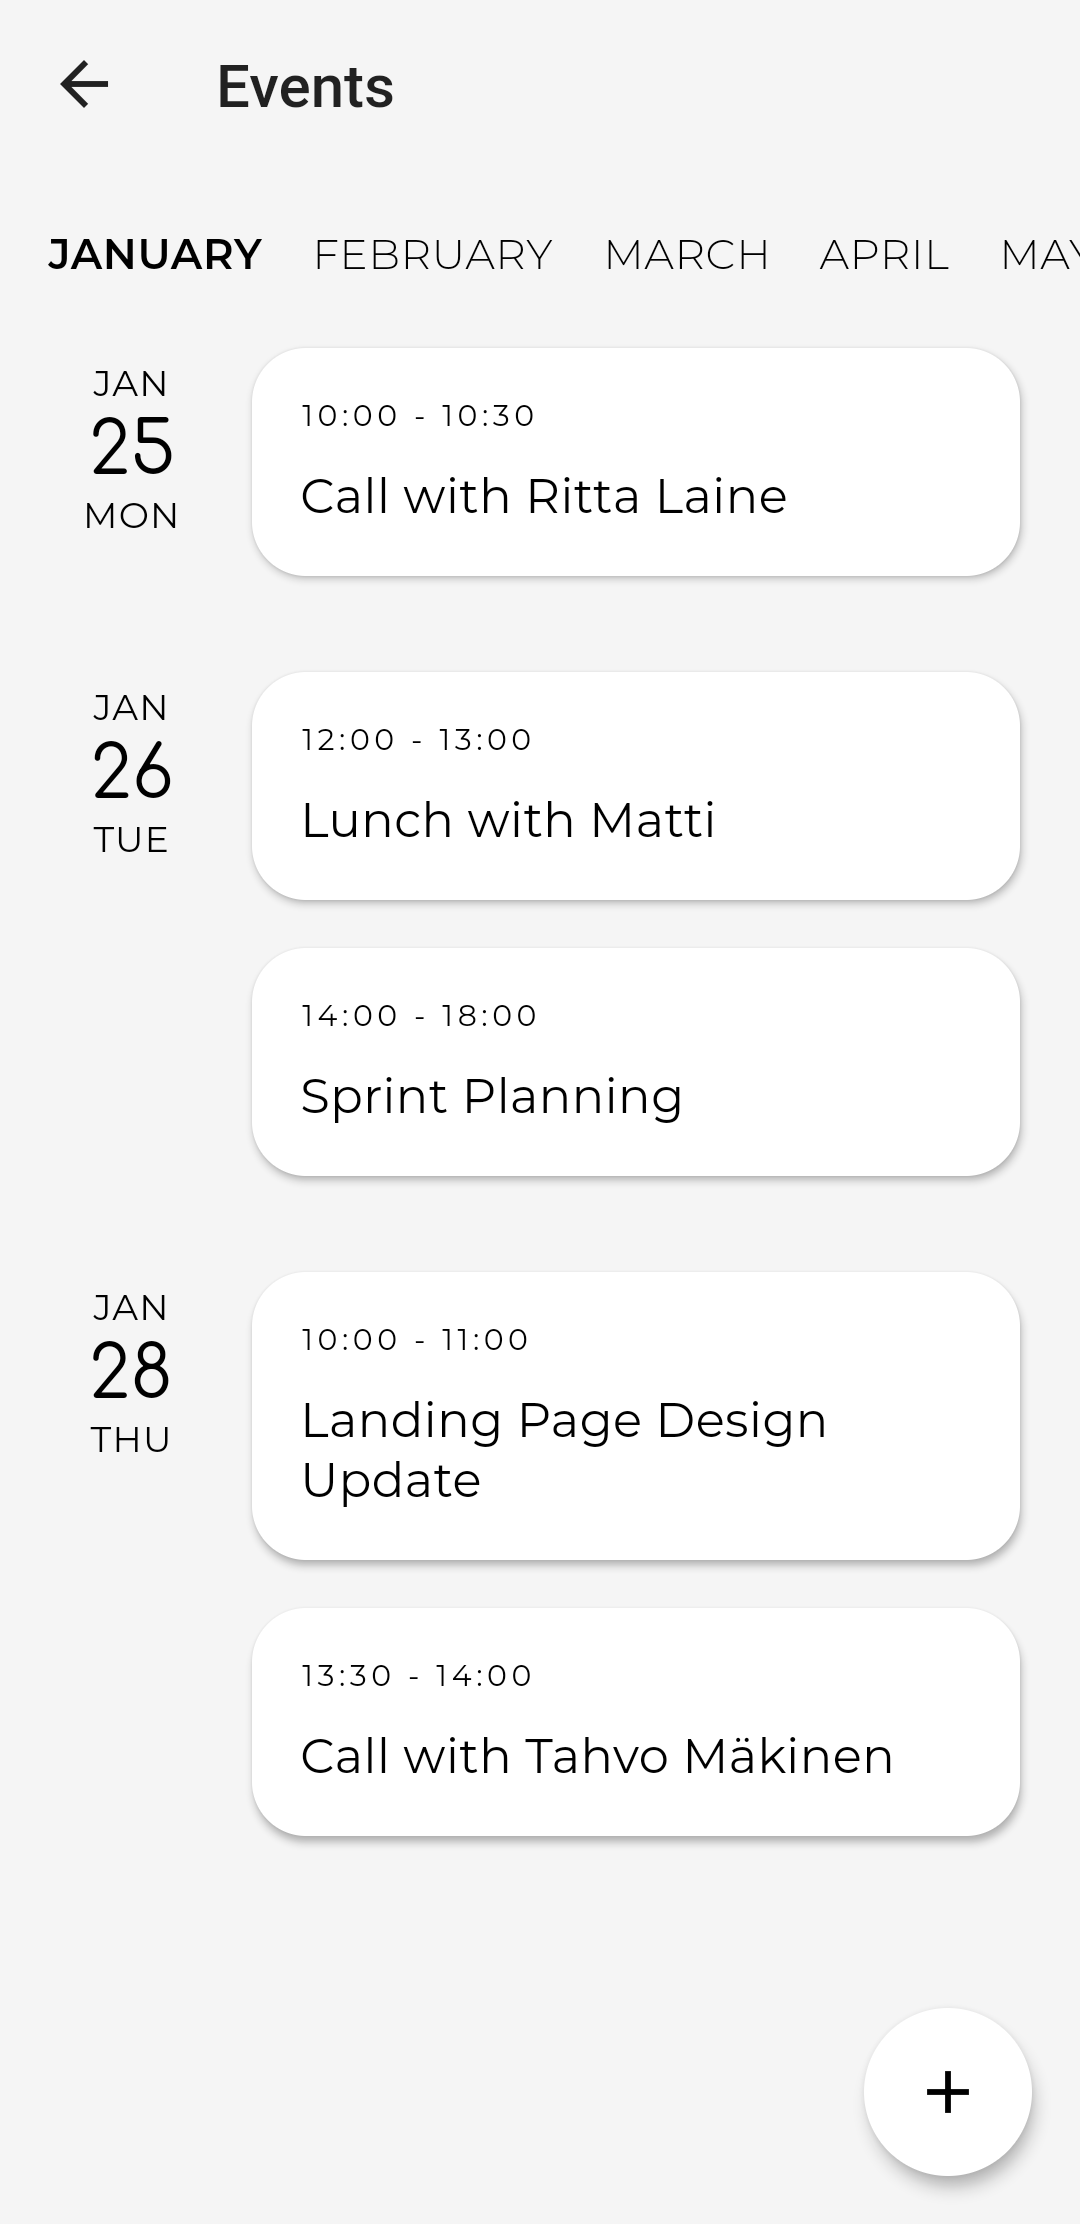 Events
JANUARY FEBRUARY MARCH APRIL MAY
JAN
25
MON
10:00 - 10:30
Call with Ritta Laine
JAN
26
TUE
12:00 - 13:00
Lunch with Matti
14:00 - 18:00
Sprint Planning
JAN
28
THU
10:00 - 11:00
Landing Page Design
Update
13:30 - 14:00
Call with Tahvo Mäkinen